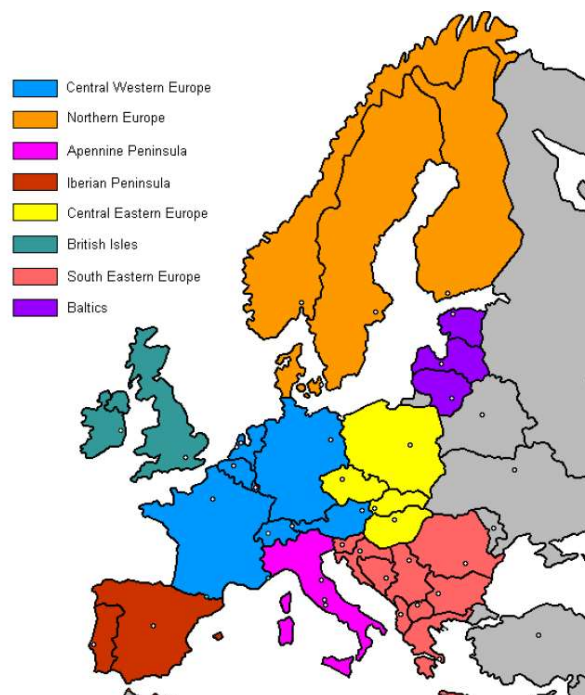 Central Western Europe
Northern Europe
Apennine Peninsula
Iberian Peninsula
Central Eastern Europe
British Isles
South Eastern Europe
Baltics